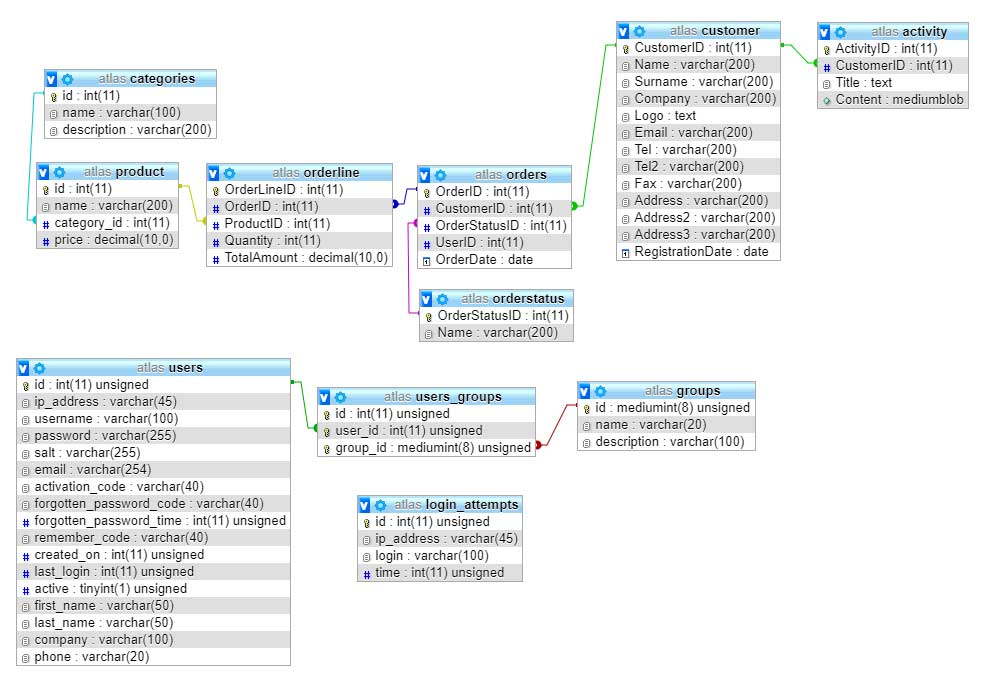 atlas categories
id : int(11)
name : varchar(100)
description : varchar(200)
atlas product
id : int(11)
name : varchar(200)
category_id : int(11)
price : decimal(10,0)
atlas orderline
OrderLineID : int(11)
OrderID : int(11)
ProductID : int(11)
Quantity : int(11)
TotalAmount : decimal(10,0)
atlas orders
OrderID : int(11)
CustomerID : int(11)
OrderStatusID : int(11)
UserID : int(11)
OrderDate : date
atlas orderstatus
OrderStatusID : int(11)
Name : varchar(200)
atlas customer
CustomerID : int(11)
Name : varchar(200)
Surname : varchar(200)
Company : varchar(200)
Logo : text
Email : varchar(200)
Tel : varchar(200)
Tel2 : varchar(200)
Fax : varchar(200)
Address : varchar(200)
Address2 : varchar(200)
Address3 : varchar(200)
RegistrationDate : date
atlas activity
ActivityID : int(11)
CustomerID : int(11)
Title : text
Content : mediumblob
atlas users
id : int(11) unsigned
ip_address : varchar(45)
username : varchar(100)
password : varchar(255)
salt : varchar(255)
email : varchar(254)
activation_code : varchar(40)
forgotten_password_code : varchar(40)
forgotten_password_time : int(11) unsigned
remember_code : varchar(40)
created_on : int(11) unsigned
last_login : int(11) unsigned
active : tinyint(1) unsigned
first_name : varchar(50)
last_name : varchar(50)
company : varchar(100)
phone : varchar(20)
atlas users_groups
id : int(11) unsigned
user_id : int(11) unsigned
group_id : mediumint(8) unsigned
atlas groups
id : mediumint(8) unsigned
name : varchar(20)
description : varchar(100)
atlas login_attempts
id : int(11) unsigned
ip_address : varchar(45)
login : varchar(100)
time : int(11) unsigned